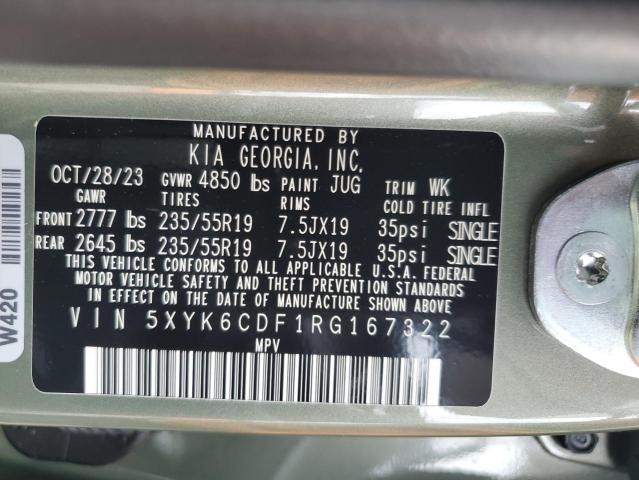 MANUFACTURED BY
KIA GEORGIA, INC.
OCT/28/23 GVWR 4850 lbs PAINT JUG TRIM WK
GAWR TIRES RIMS COLD TIRE INFL
FRONT 2777 lbs 235/55R19 7.5JX19 35psi SINGLE
REAR 2645 lbs 235/55R19 7.5JX19 35psi SINGLE
THIS VEHICLE CONFORMS TO ALL APPLICABLE U.S.A. FEDERAL
MOTOR VEHICLE SAFETY AND THEFT PREVENTION STANDARDS
IN EFFECT ON THE DATE OF MANUFACTURE SHOWN ABOVE.
VIN 5XYK6CDF1RG167322
MPV
W420